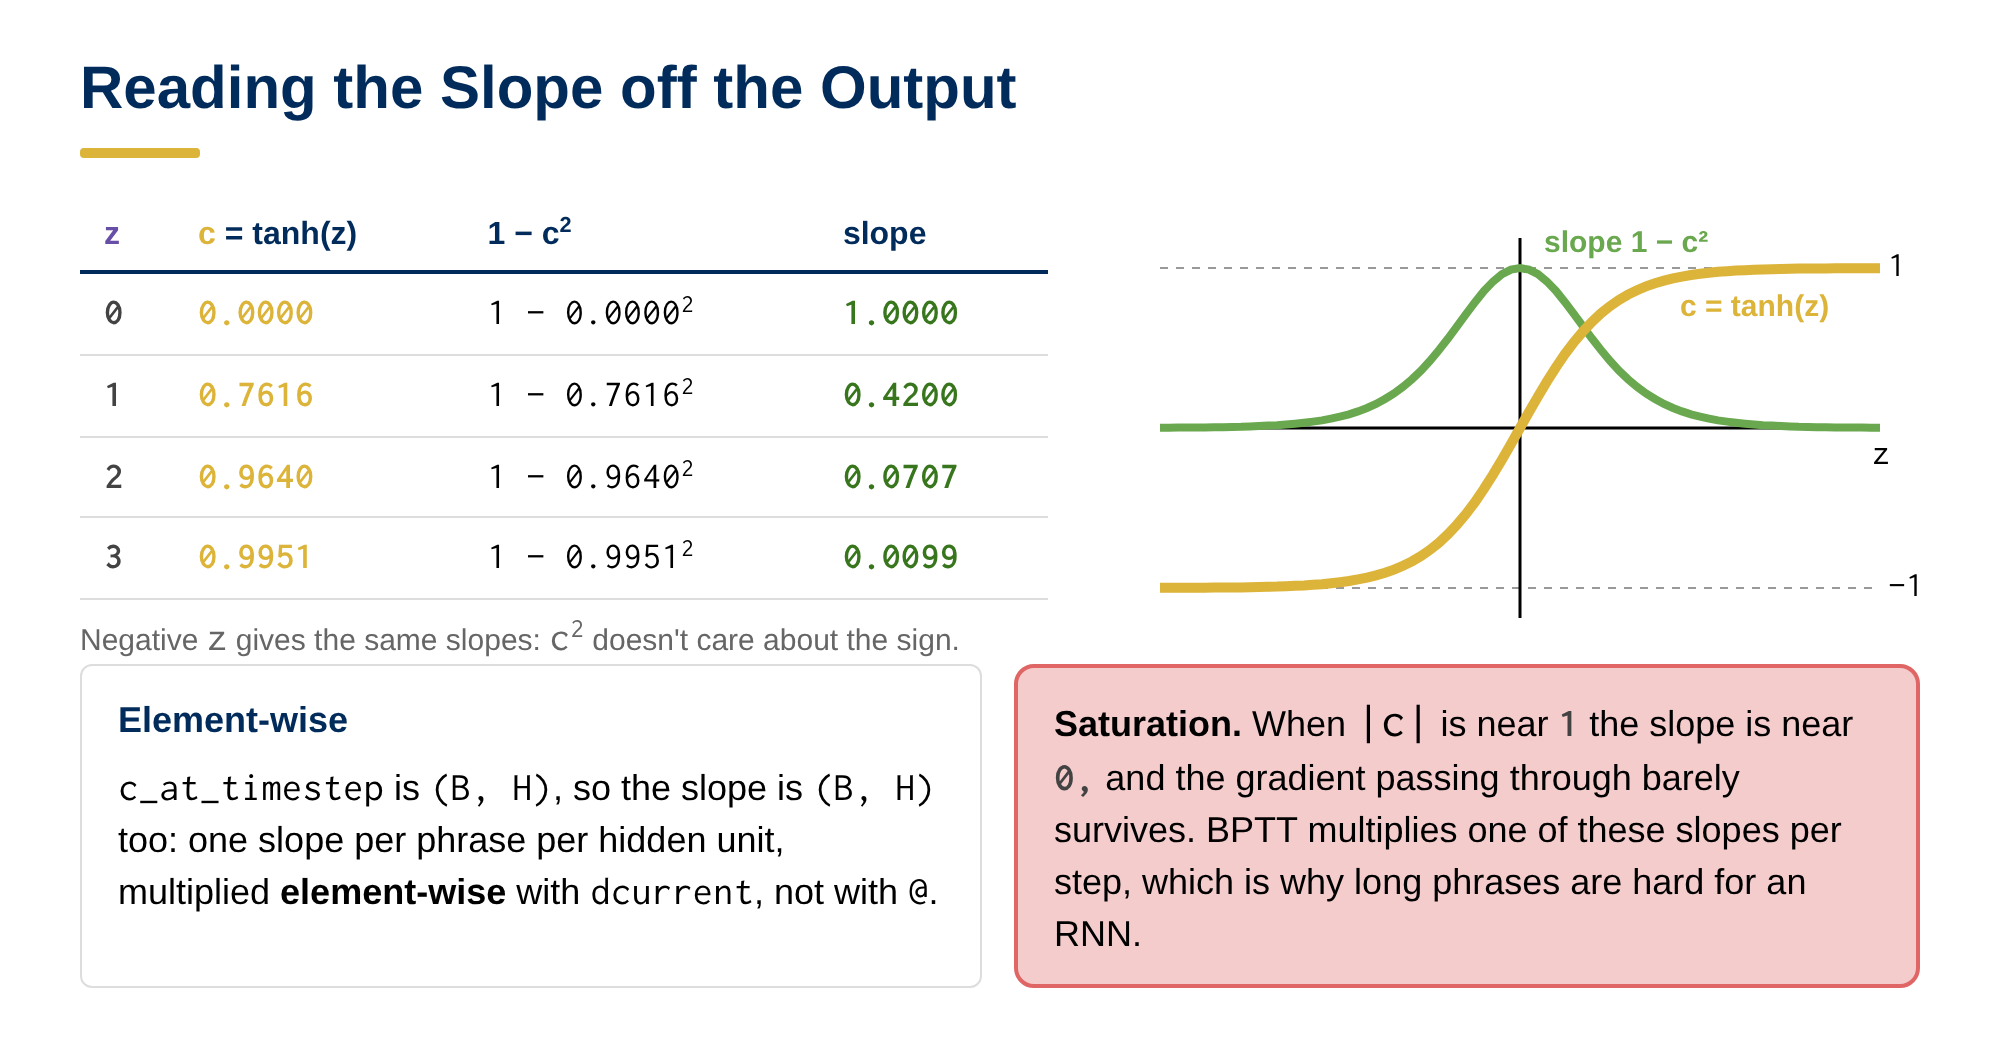 Reading the Slope off the Output
z c = tanh(z) 1 − c² slope
0 0.0000 1 − 0.0000² 1.0000
1 0.7616 1 − 0.7616² 0.4200
2 0.9640 1 − 0.9640² 0.0707
3 0.9951 1 − 0.9951² 0.0099
Negative z gives the same slopes: c² doesn't care about the sign.
slope 1 − c²
1
c = tanh(z)
z
−1
Element-wise
c_at_timestep is (B, H), so the slope is (B, H)
too: one slope per phrase per hidden unit,
multiplied element-wise with dcurrent, not with @.
Saturation. When |c| is near 1 the slope is near
0, and the gradient passing through barely
survives. BPTT multiplies one of these slopes per
step, which is why long phrases are hard for an
RNN.